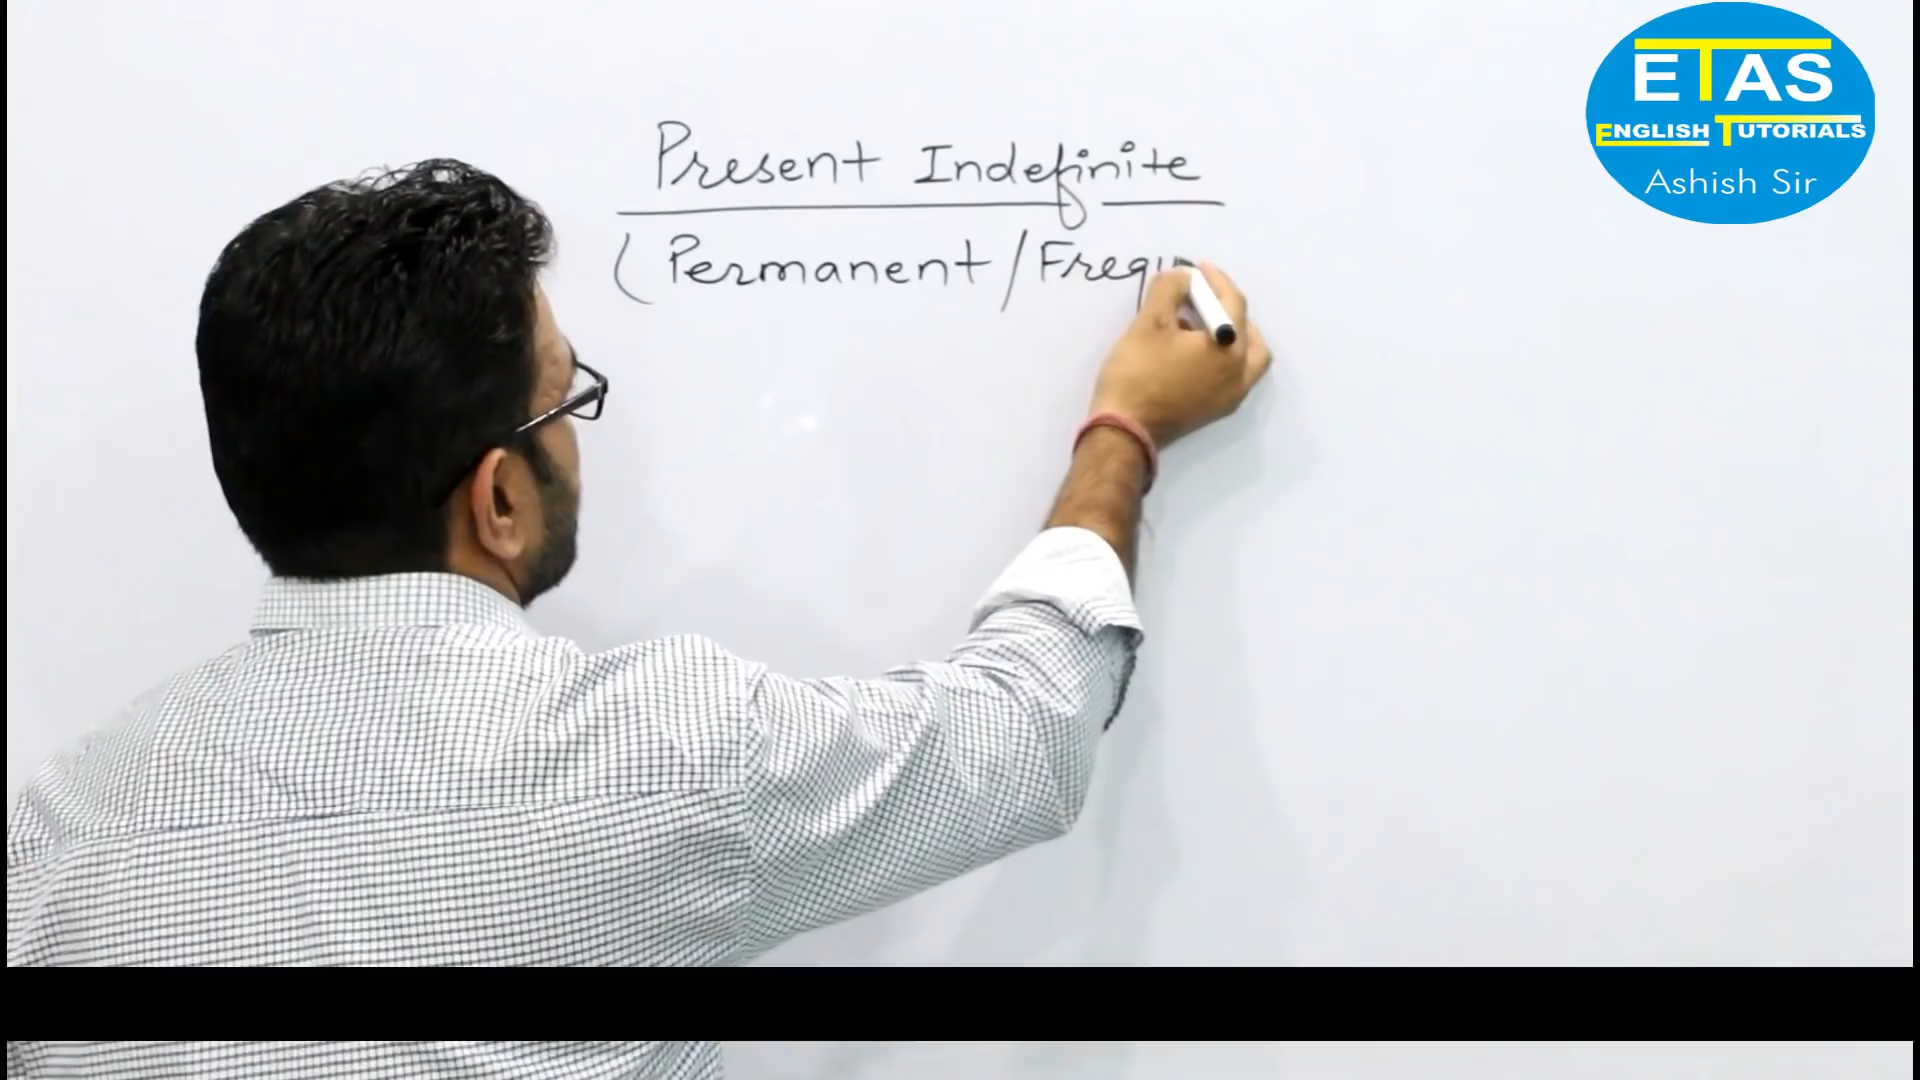 ETAS
ENGLISH TUTORIALS
Ashish Sir
Present Indefinite
(Permanent/Frequ